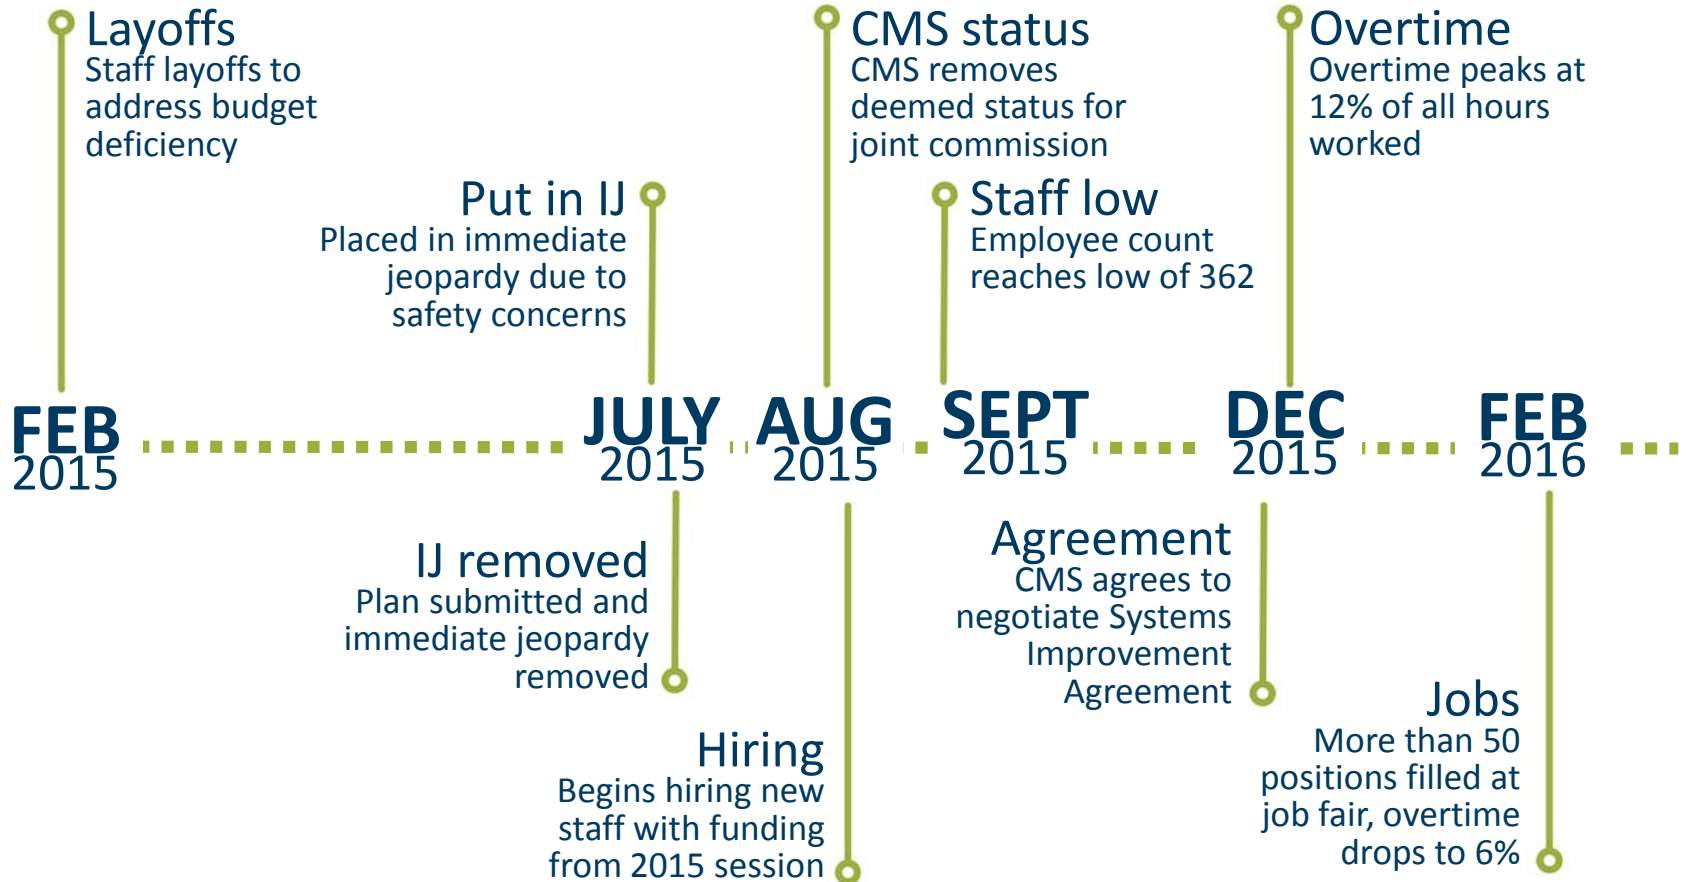 Layoffs
Staff layoffs to
address budget
deficiency
Put in IJ
Placed in immediate
jeopardy due to
safety concerns
CMS status
CMS removes
deemed status for
joint commission
Staff low
Employee count
reaches low of 362
Overtime
Overtime peaks at
12% of all hours
worked
FEB
2015
JULY
2015
AUG
2015
SEPT
2015
DEC
2015
FEB
2016
IJ removed
Plan submitted and
immediate jeopardy
removed
Hiring
Begins hiring new
staff with funding
from 2015 session
Agreement
CMS agrees to
negotiate Systems
Improvement
Agreement
Jobs
More than 50
positions filled at
job fair, overtime
drops to 6%